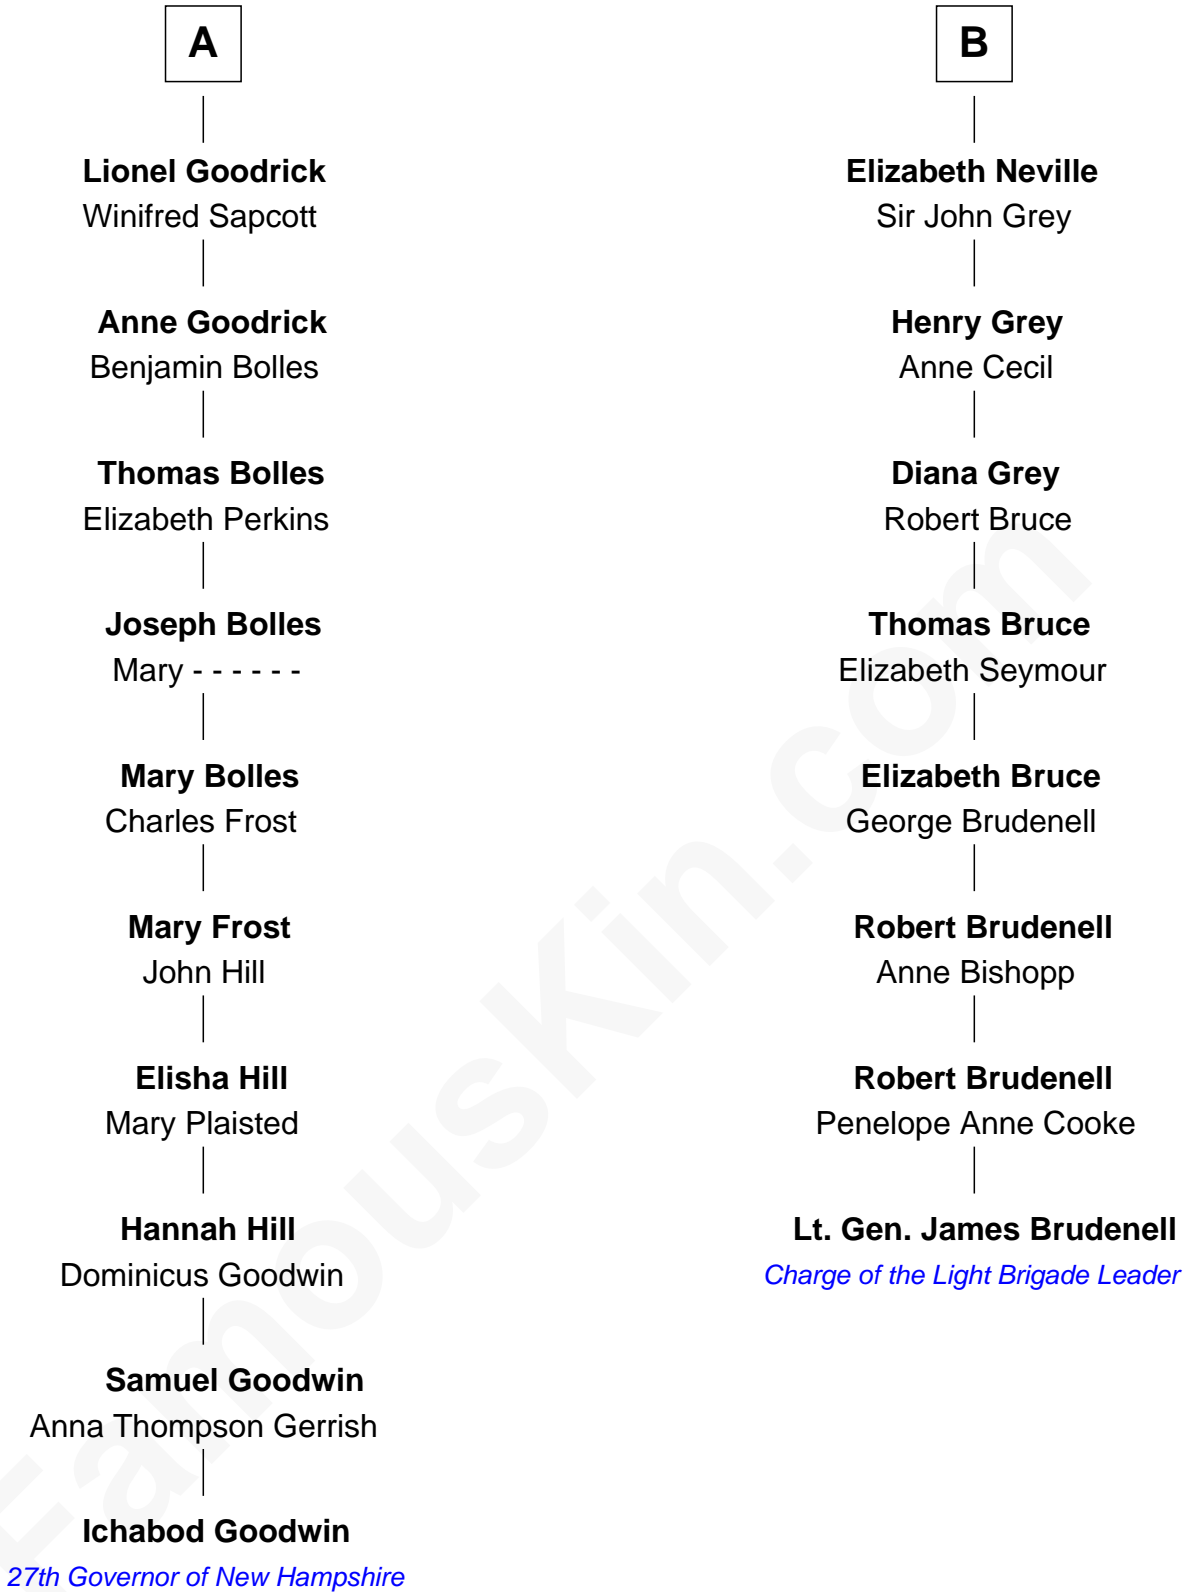 A
Lionel Goodrick
Winifred Sapcott
Anne Goodrick
Benjamin Bolles
Thomas Bolles
Elizabeth Perkins
Joseph Bolles
Mary - - - - - -
Mary Bolles
Charles Frost
Mary Frost
John Hill
Elisha Hill
Mary Plaisted
Hannah Hill
Dominicus Goodwin
Samuel Goodwin
Anna Thompson Gerrish
Ichabod Goodwin
27th Governor of New Hampshire
B
Elizabeth Neville
Sir John Grey
Henry Grey
Anne Cecil
Diana Grey
Robert Bruce
Thomas Bruce
Elizabeth Seymour
Elizabeth Bruce
George Brudenell
Robert Brudenell
Anne Bishopp
Robert Brudenell
Penelope Anne Cooke
Lt. Gen. James Brudenell
Charge of the Light Brigade Leader
FamousKin.com